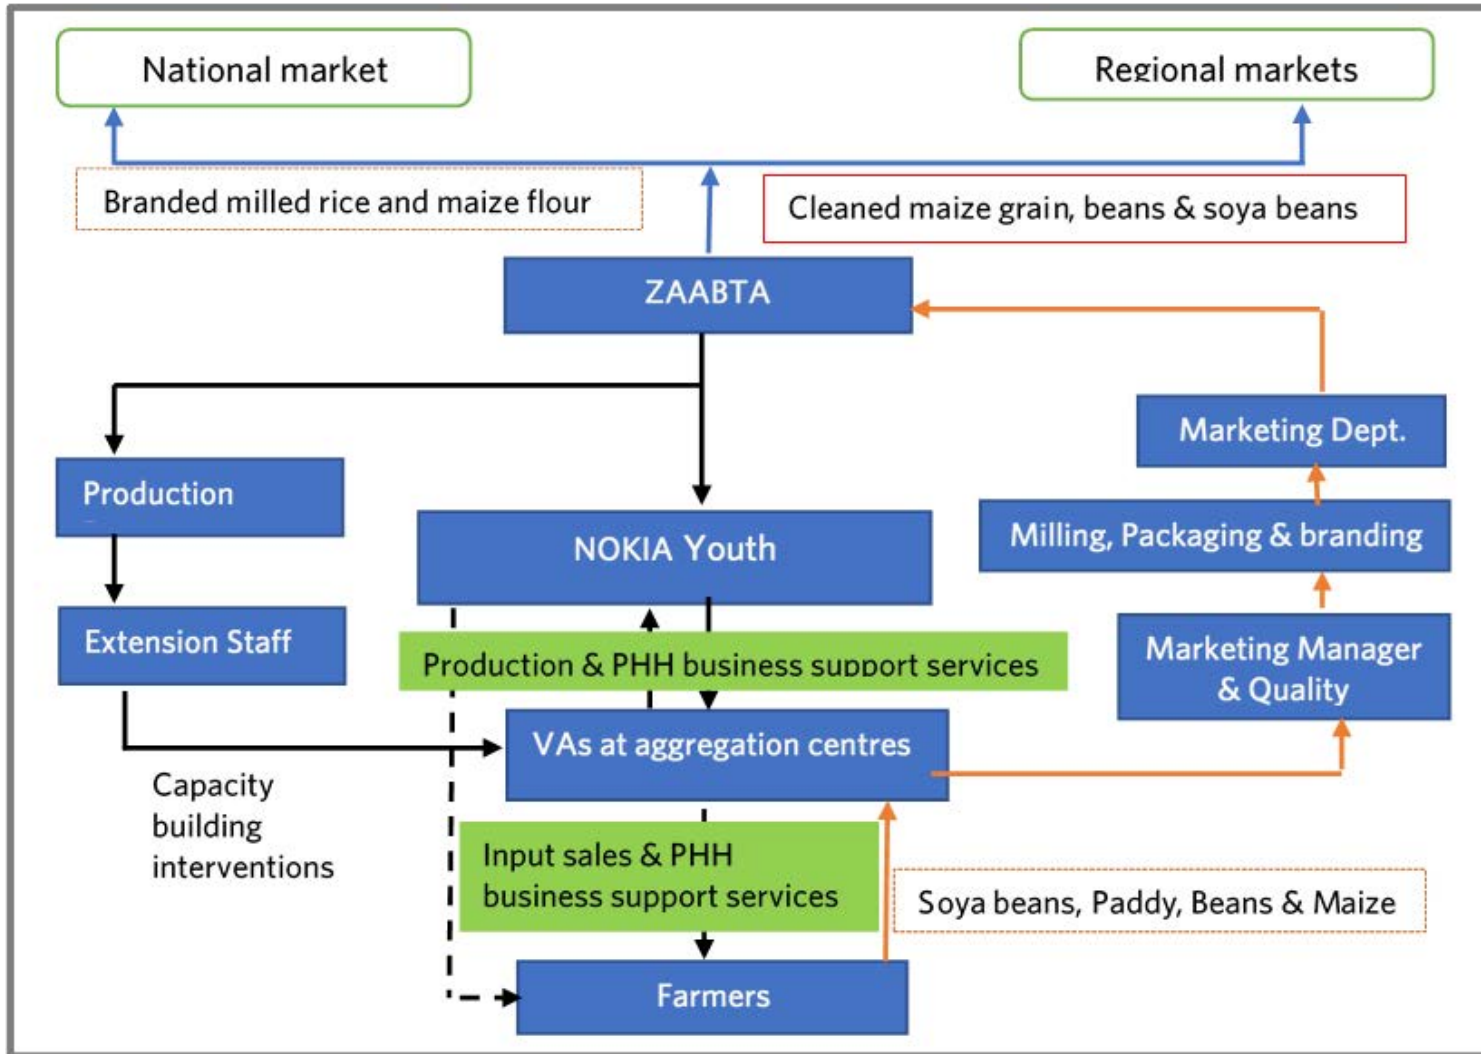 National market
Regional markets
Branded milled rice and maize flour
Cleaned maize grain, beans & soya beans
ZAABTA
Marketing Dept.
Production
Milling, Packaging & branding
NOKIA Youth
Extension Staff
Production & PHH business support services
Marketing Manager
& Quality
VAs at aggregation centres
Capacity
building
interventions
Input sales & PHH
business support services
Soya beans, Paddy, Beans & Maize
Farmers